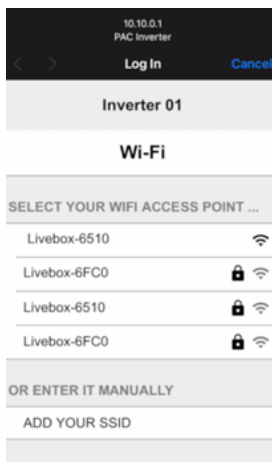 10.10.0.1
PAC Inverter
Log In
Cancel
Inverter 01
Wi-Fi
SELECT YOUR WIFI ACCESS POINT ...
Livebox-6510
Livebox-6FC0
Livebox-6510
Livebox-6FC0
OR ENTER IT MANUALLY
ADD YOUR SSID